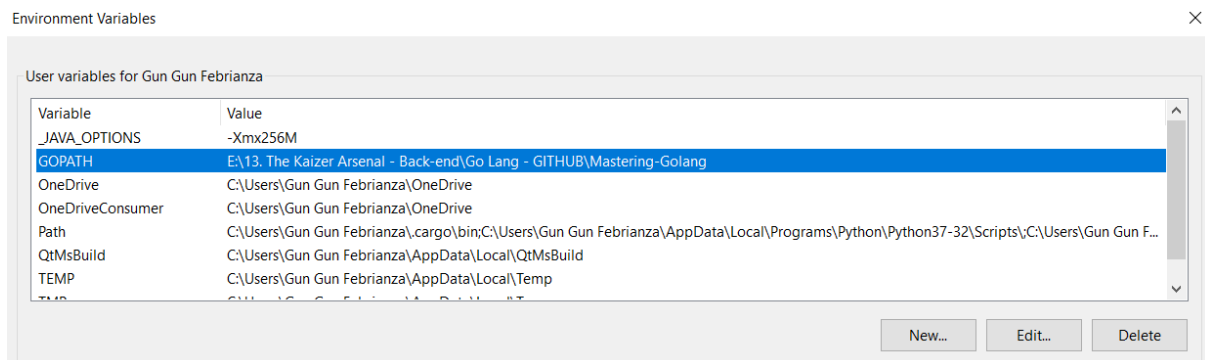 Environment Variables
User variables for Gun Gun Febrianza
Variable Value
_JAVA_OPTIONS -Xmx256M
GOPATH E:\13. The Kaizer Arsenal - Back-end\Go Lang - GITHUB\Mastering-Golang
OneDrive C:\Users\Gun Gun Febrianza\OneDrive
OneDriveConsumer C:\Users\Gun Gun Febrianza\OneDrive
Path C:\Users\Gun Gun Febrianza\.cargo\bin;C:\Users\Gun Gun Febrianza\AppData\Local\Programs\Python\Python37-32\Scripts\;C:\Users\Gun Gun F...
QtMsBuild C:\Users\Gun Gun Febrianza\AppData\Local\QtMsBuild
TEMP C:\Users\Gun Gun Febrianza\AppData\Local\Temp
New... Edit... Delete